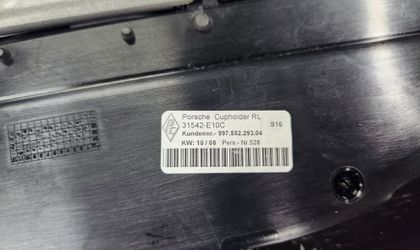 Porsche Cupholder RL
31542-E10C S16
Kundennr.- 997.552.293.04
KW: 10 / 08 Pers.- Nr.528